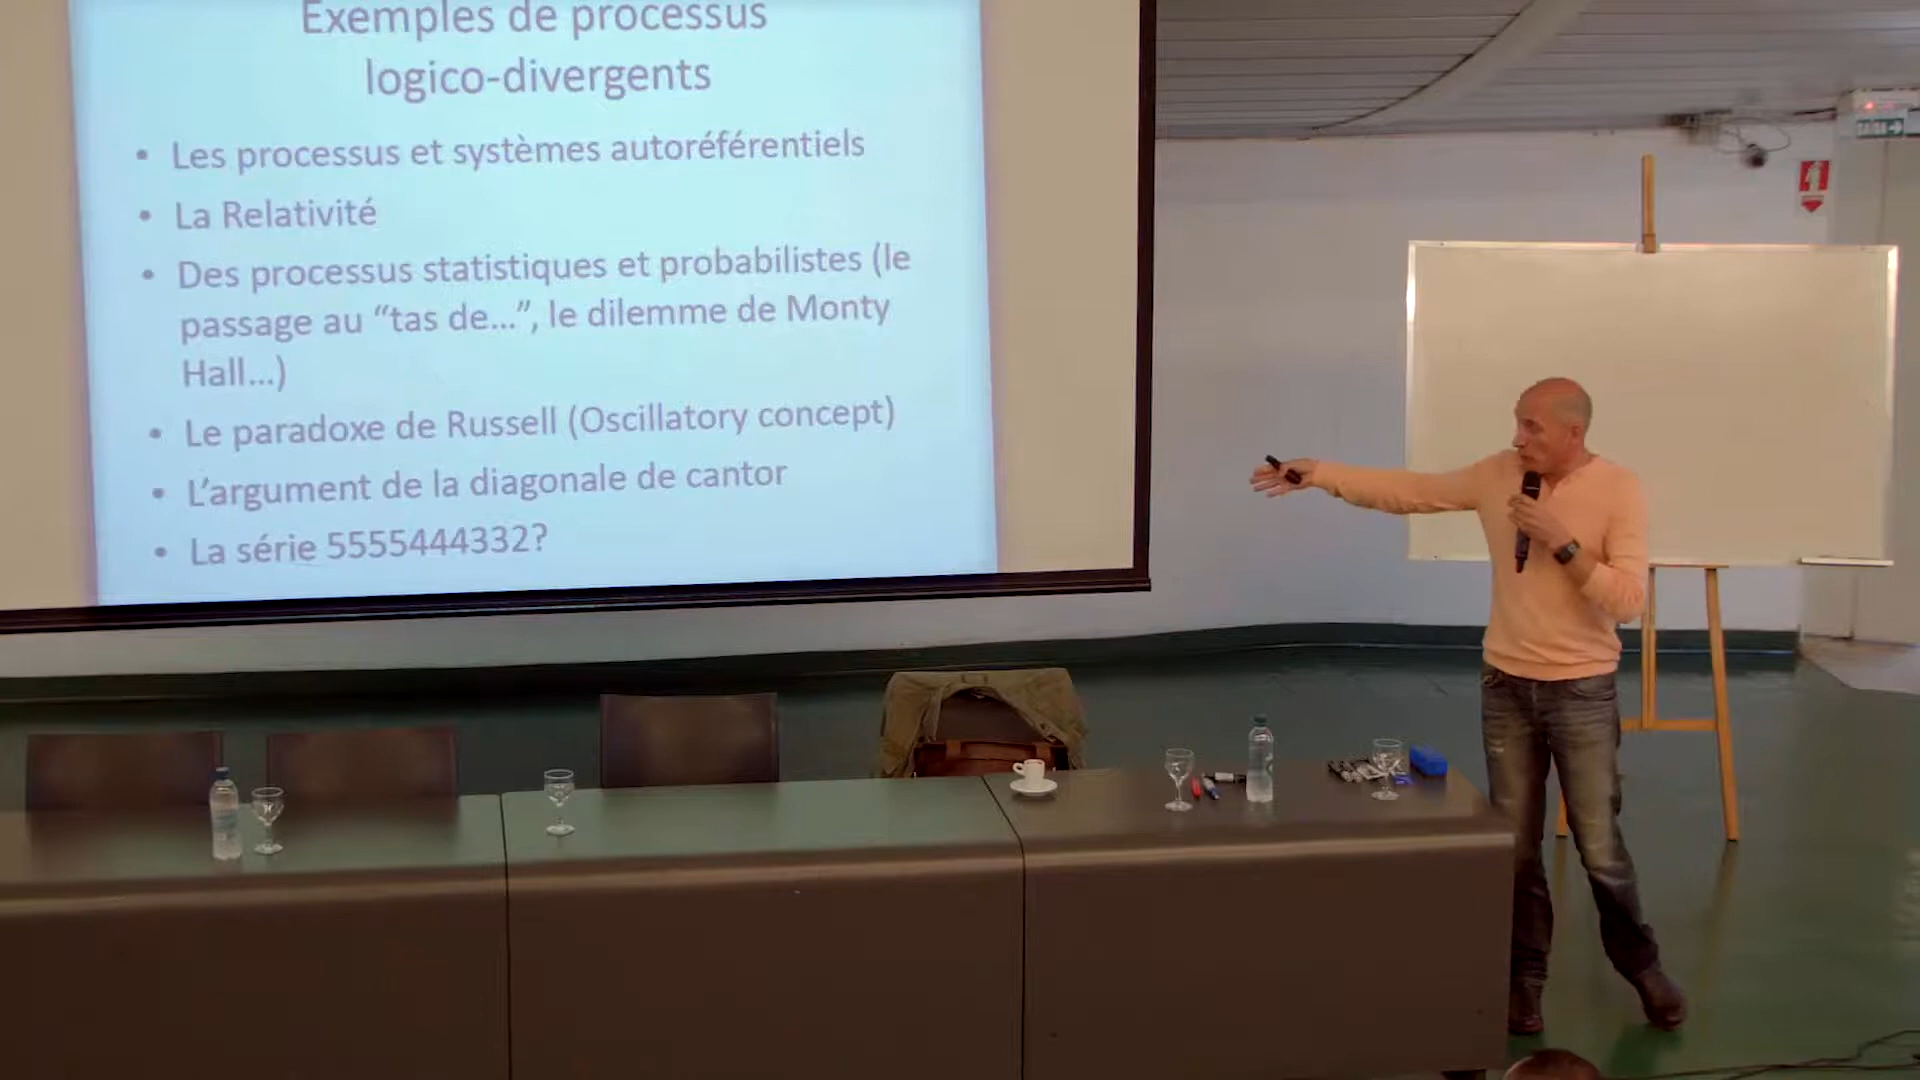 Exemples de processus
logico-divergents
• Les processus et systèmes autoréférentiels
• La Relativité
• Des processus statistiques et probabilistes (le
passage au “tas de...”, le dilemme de Monty
Hall...)
• Le paradoxe de Russell (Oscillatory concept)
• L’argument de la diagonale de cantor
• La série 5555444332?